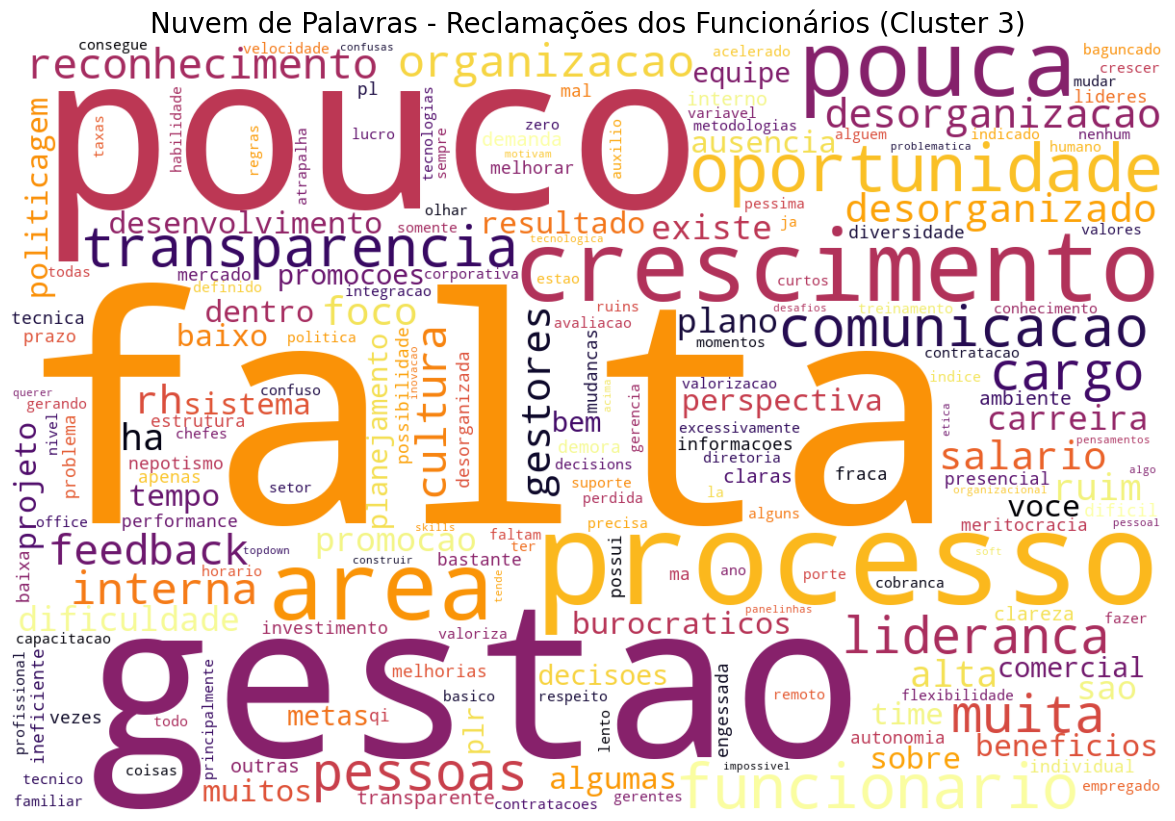 Nuvem de Palavras - Reclamações dos Funcionários (Cluster 3)
consegue
velocidade
confusas
acelerado
baguncado
reconhecimento
organizacao
equipe
pouca
crescer
mudar
lideres
pl
mal
interno
variavel
metodologias
desorganizacao
politicagem
pouco
taxas
habilidade
regras
atrapalha
lucro
tecnologias
sempre
zero
demanda
motivam
melhorar
auxilio
ausencia
alguem
indicado
nenhum
problematica
humano
oportunidade
desenvolvimento
olhar
somente
resultado
existe
pessima
ja
desorganizado
diversidade
valores
transparencia
tecnologica
crescimento
todas
mercado
promocoes
corporativa
integracao
estao
curtos
definido
tecnica
prazo
dentro
foco
ruins
avaliacao
plano
momentos
desafios
treinamento
conhecimento
comunicacao
baixo
politica
falta
planejamento
possibilidade
inovacao
cultura
desorganizada
gestores
mudancas
acima
gerencia
contratacao
cargo
querer
gerando
rh
sistema
confuso
estrutura
valorizacao
perspectiva
indice
ambiente
etica
carreira
nivel
problema
ha
chefes
bem
excessivamente
informacoes
pensamentos
projeto
nepotismo
apenas
demora
decisions
diretoria
salario
algo
tempo
setor
suporte
claras
fraca
presencial
organizacional
ruim
perdida
la
voce
dificil
office
performance
skills
precisa
alguns
meritocracia
pessoal
feedback
topdown
promocao
faltam
ter
processo
soft
baixa
horario
construir
bastante
possui
ma
ano
porte
cobranca
interna
area
tende
panelinhas
dificuldade
investimento
valoriza
burocraticos
clareza
fazer
capacitacao
gestao
lideranca
profissional
ineficiente
principalmente
melhorias
decisoes
engessada
alta
comercial
basico
respeito
remoto
flexibilidade
sao
vezes
todo
metas
qi
plr
lento
time
muita
autonomia
beneficios
coisas
outras
sobre
impossivel
individual
tecnico
muitos
pessoas
algumas
funcionario
empregado
familiar
transparente
contratacoes
gerentes